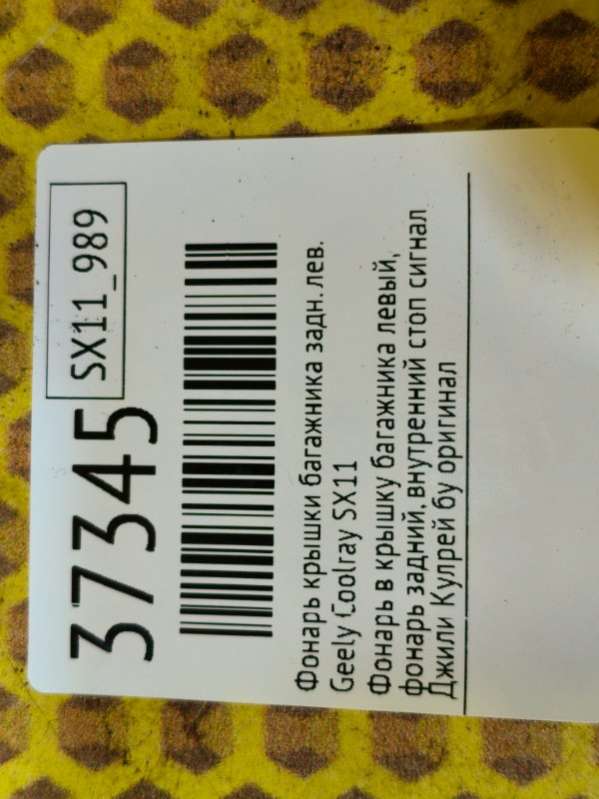 37345 SX11_989
Фонарь крышки багажника задн. лев.
Geely Coolray SX11
Фонарь в крышку багажника левый,
фонарь задний, внутренний стоп сигнал
Джили Кулрей бу оригинал